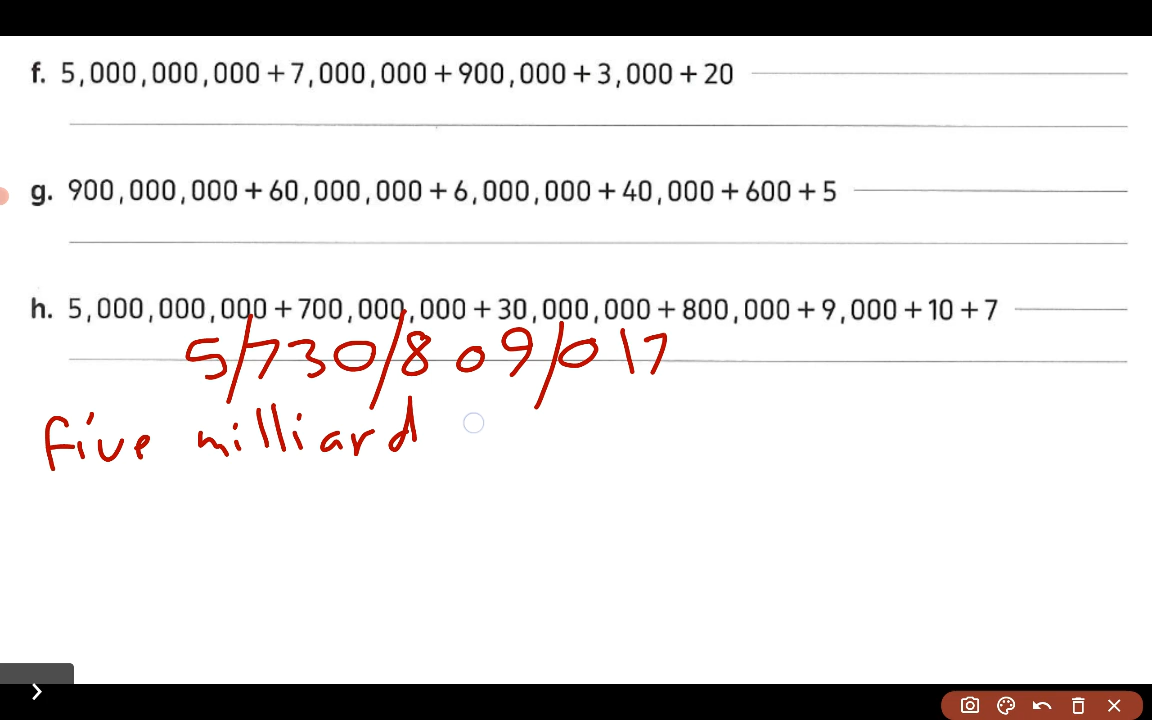 f. 5,000,000,000 + 7,000,000 + 900,000 + 3,000 + 20
g. 900,000,000 + 60,000,000 + 6,000,000 + 40,000 + 600 + 5
h. 5,000,000,000 + 700,000,000 + 30,000,000 + 800,000 + 9,000 + 10 + 7
5/730/809/017
five milliard